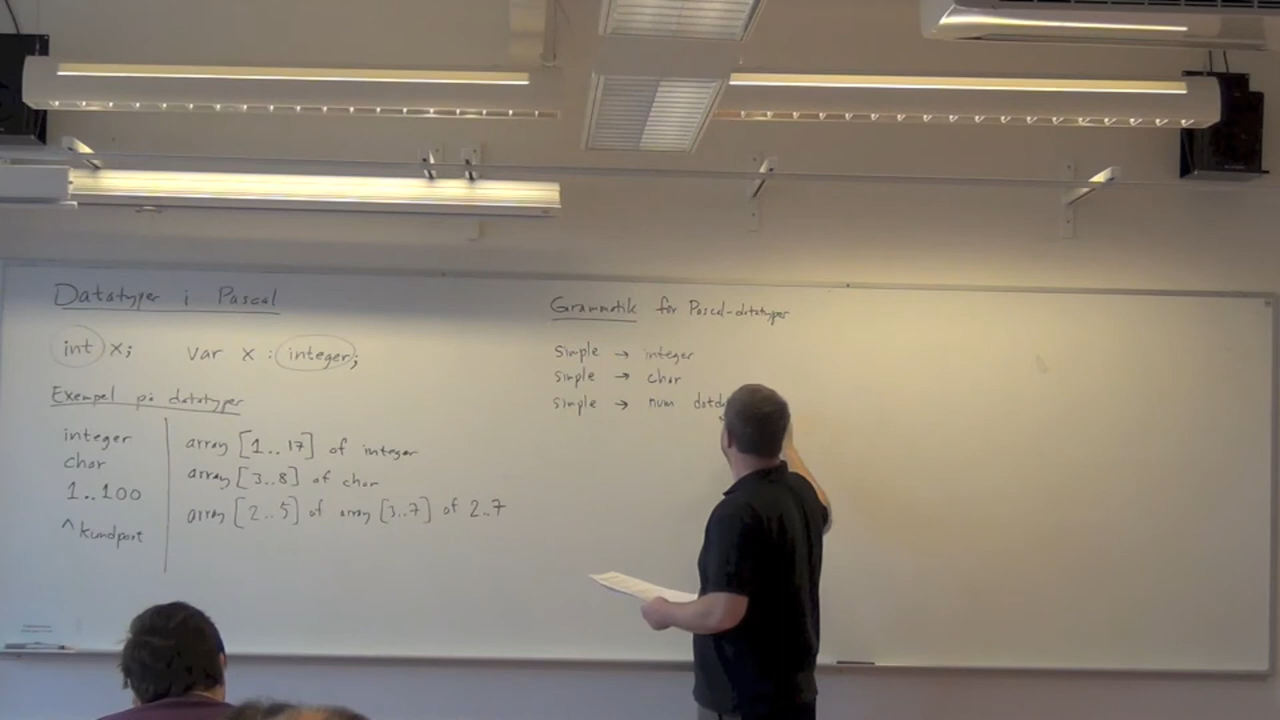 Datatyper i Pascal
int x; var x : integer;
Exempel på datatyper
integer
char
1..100
^kundpost
array [1..17] of integer
array [3..8] of char
array [2..5] of array [3..7] of 2..7
Grammatik för Pascal-datatyper
simple → integer
simple → char
simple → num